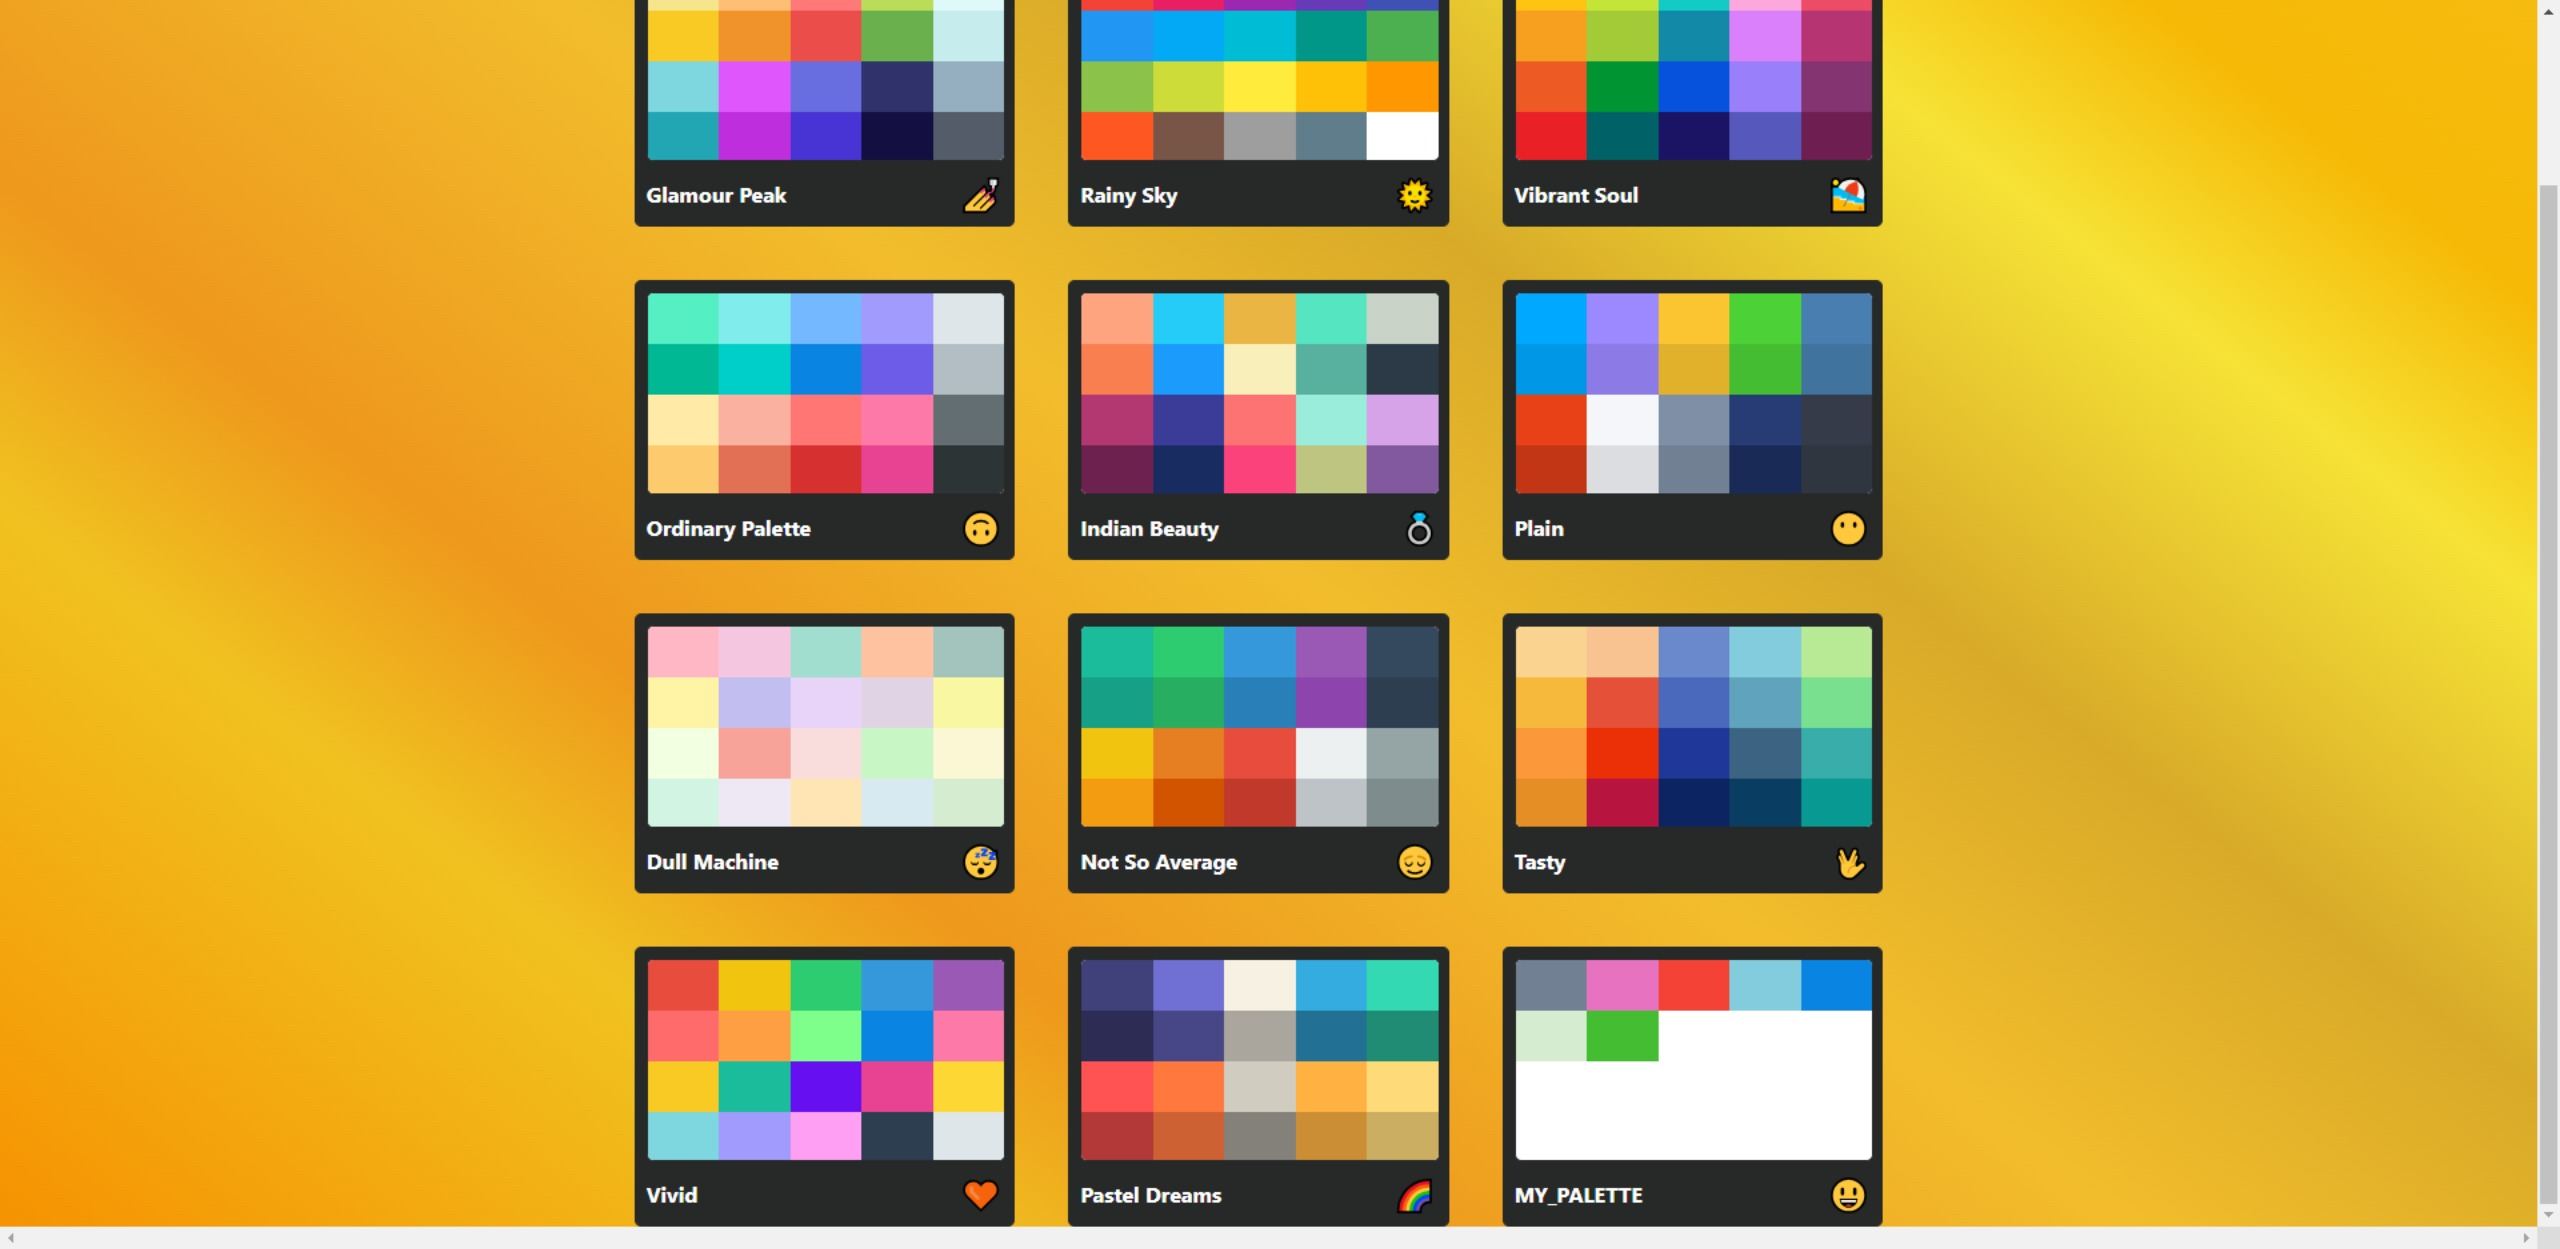 Glamour Peak
Rainy Sky
Vibrant Soul
Ordinary Palette
Indian Beauty
Plain
Dull Machine
Not So Average
Tasty
Vivid
Pastel Dreams
MY_PALETTE